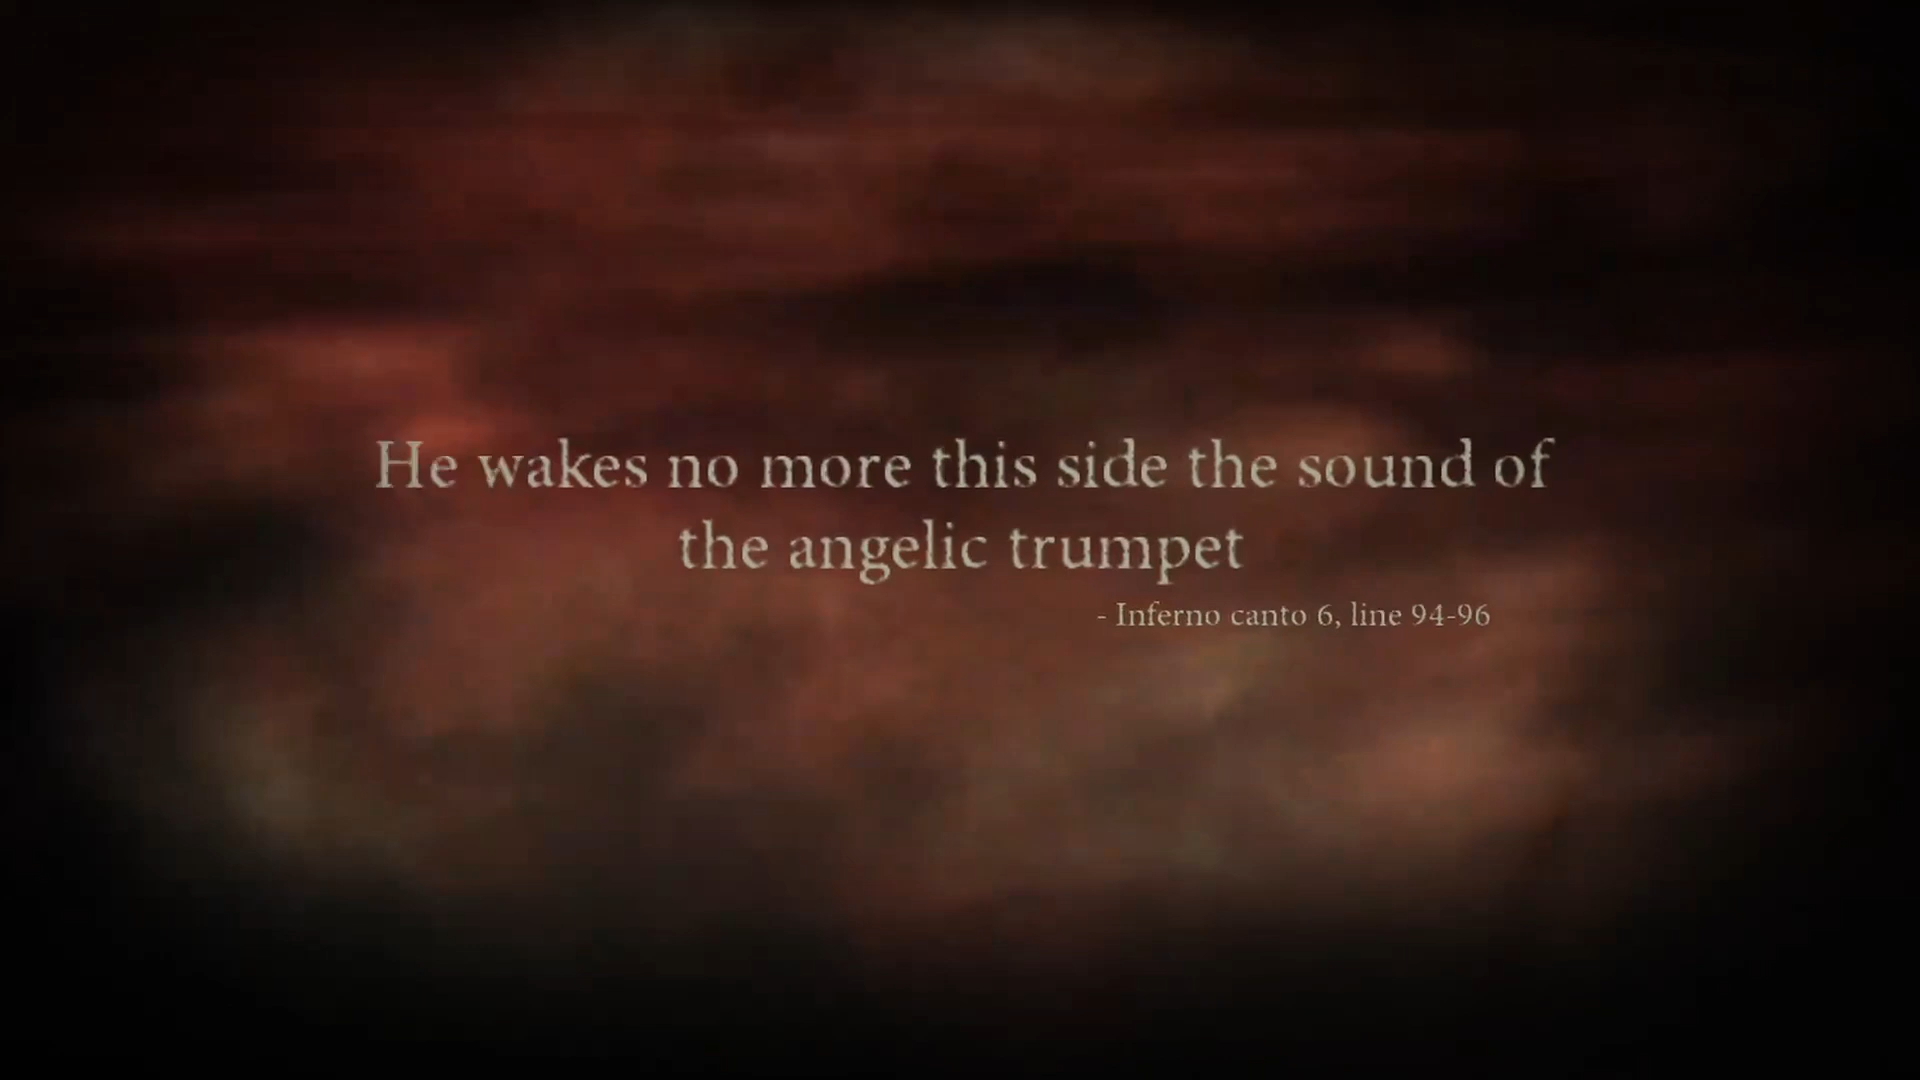 He wakes no more this side the sound of
the angelic trumpet
- Inferno canto 6, line 94-96